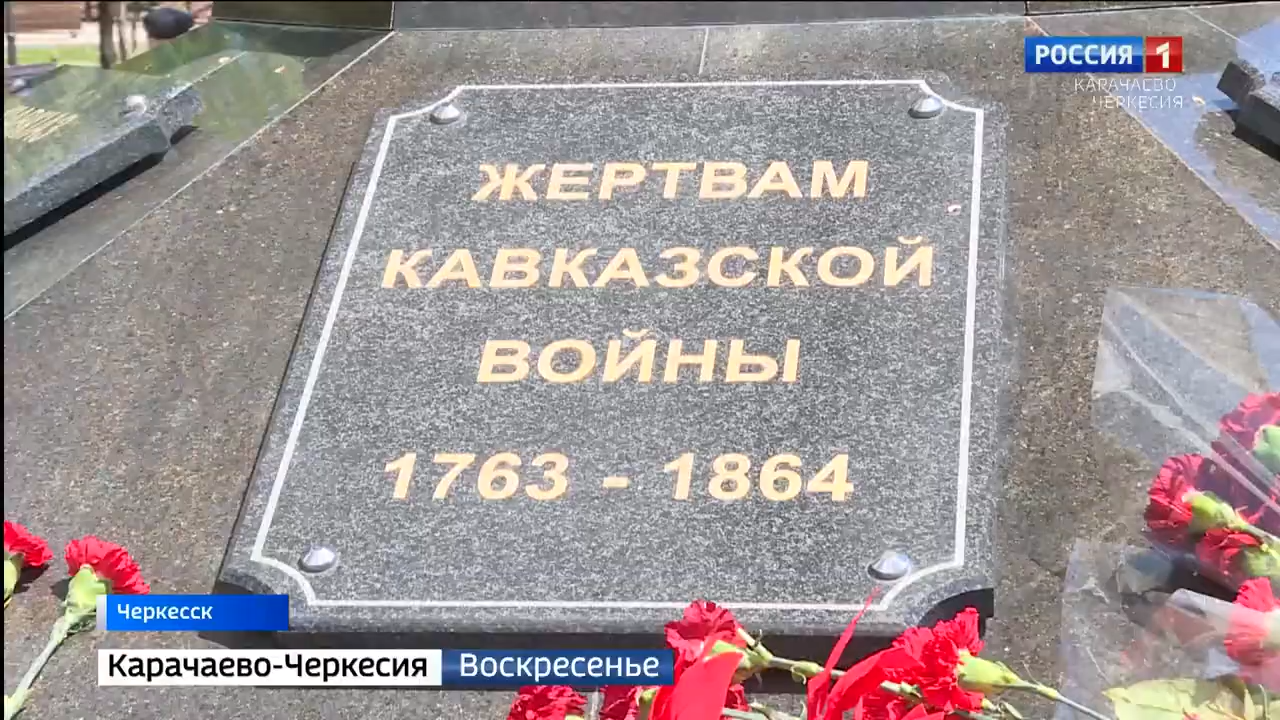 РОССИЯ 1
КАРАЧАЕВО
ЧЕРКЕСИЯ
ЖЕРТВАМ
КАВКАЗСКОЙ
ВОЙНЫ
1763 - 1864
Черкесск
Карачаево-Черкесия Воскресенье